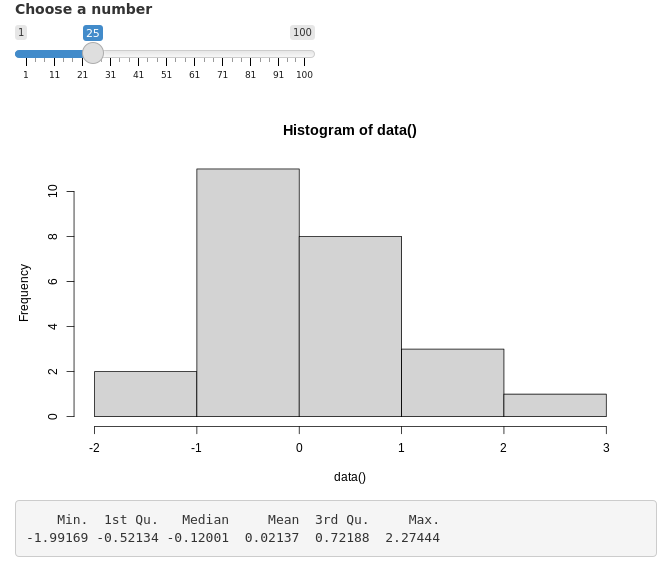 Choose a number
1 25 100
1 11 21 31 41 51 61 71 81 91 100
Histogram of data()
Frequency
10
8
6
4
2
0
-2 -1 0 1 2 3
data()
Min. 1st Qu. Median Mean 3rd Qu. Max.
-1.99169 -0.52134 -0.12001 0.02137 0.72188 2.27444